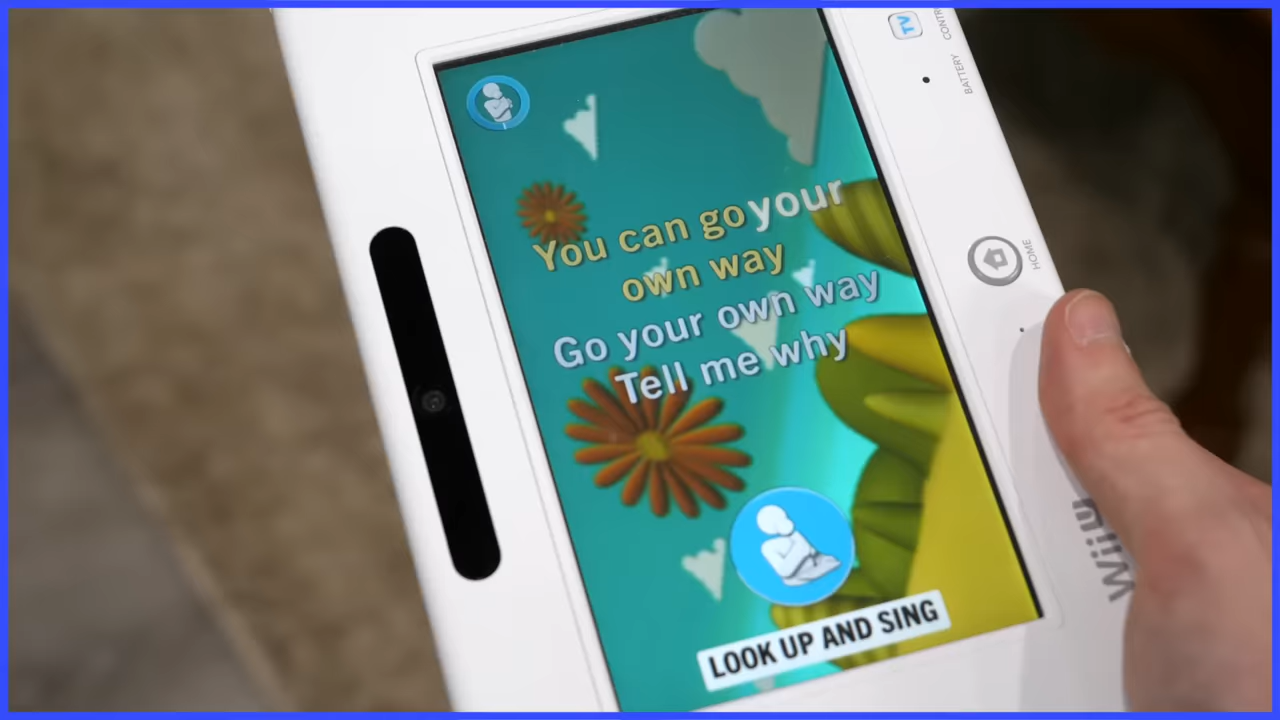 TV
CONTR
BATTERY
HOME
You can go your
own way
Go your own way
Tell me why
LOOK UP AND SING
Wii U